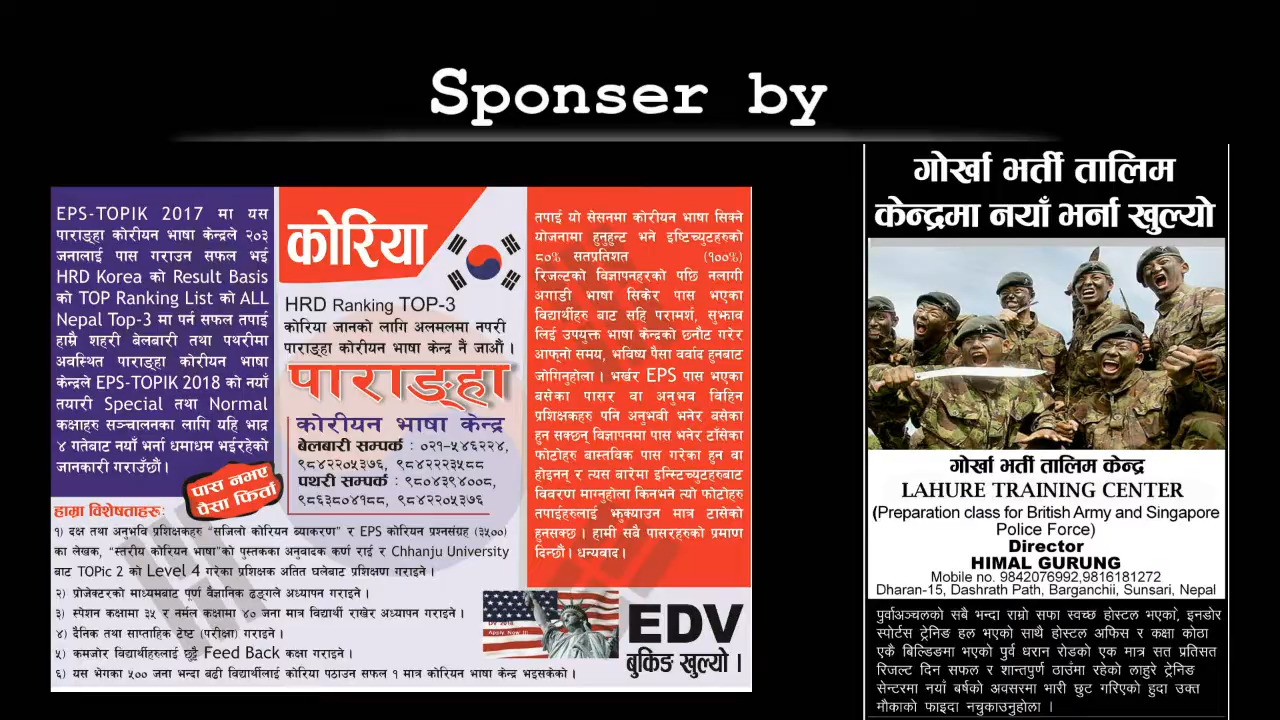 Sponser by
EPS-TOPIK 2017 मा यस
पाराङ्हा कोरीयन भाषा केन्द्रले २०३
जनालाई पास गराउन सफल भई
HRD Korea को Result Basis
को TOP Ranking List को ALL
Nepal Top-3 मा पर्न सफल तपाई
हाम्रै शहरी बेलबारी तथा पथरीमा
अवस्थित पाराङ्हा कोरीयन भाषा
केन्द्रले EPS-TOPIK 2018 को नयाँ
तयारी Special तथा Normal
कक्षाहरु सञ्चालनका लागि यहि भाद्र
४ गतेबाट नयाँ भर्ना धमाधम भईरहेको
जानकारी गराउँछौं।
पास नभए
पैसा फिर्ता
कोरिया
HRD Ranking TOP-3
कोरिया जानको लागि अलमलमा नपरी
पाराङ्हा कोरीयन भाषा केन्द्र नै जाऔं ।
पाराङ्हा
कोरीयन भाषा केन्द्र
बेलबारी सम्पर्क : ०२१-५४६२२४,
९८४२२०५३७६, ९८४२२२३५८८
पथरी सम्पर्क : ९८०४३९४००८,
९८६३८०४१८८, ९८४२२०५३७६
तपाई यो सेसनमा कोरीयन भाषा सिक्ने
योजनामा हुनुहुन्ट भने इष्टिच्युटहरुको
८०% सतप्रतिशत (१००%)
रिजल्टको विज्ञापनहरको पछि नलागी
अगाडी भाषा सिकेर पास भएका
विद्यार्थीहरु बाट सहि परामर्श, सुझाव
लिई उपयुक्त भाषा केन्द्रको छनौट गरेर
आफ्नो समय, भविष्य पैसा वर्वाद हुनबाट
जोगिनुहोला । भर्खर EPS पास भएका
बसेका पासर वा अनुभव विहिन
प्रशिक्षकहरु पनि अनुभवी भनेर बसेका
हुन सक्छन् विज्ञापनमा पास भनेर टाँसेका
फोटोहरु बास्तविक पास गरेका हुन वा
होइनन् र त्यस बारेमा इन्स्टिच्युटहरुबाट
विवरण माग्नुहोला किनभने त्यो फोटोहरु
तपाईहरुलाई झुक्याउन मात्र टासेको
हुनसक्छ । हामी सबै पासरहरुको प्रमाण
दिन्छौं । धन्यवाद ।
हाम्रा विशेषताहरुः
१) दक्ष तथा अनुभवि प्रशिक्षकहरु "सजिलो कोरियन ब्याकरण" र EPS कोरियन प्रश्नसंग्रह (३५००)
का लेखक, "स्तरीय कोरियन भाषा"को पुस्तकका अनुवादक कर्ण राई र Chhanju University
बाट TOPic 2 को Level 4 गरेका प्रशिक्षक अतित घलेबाट प्रशिक्षण गराइने ।
२) प्रोजेक्टरको माध्यमबाट पूर्ण वैज्ञानिक ढङ्गले अध्यापन गराइने ।
३) स्पेशन कक्षामा ३५ र नर्मल कक्षामा ४० जना मात्र विद्यार्थी राखेर अध्यापन गराइने ।
४) दैनिक तथा साप्ताहिक टेष्ट (परीक्षा) गराइने ।
५) कमजोर विद्यार्थीहरुलाई छुट्टै Feed Back कक्षा गराइने ।
६) यस भेगका ५०० जना भन्दा बढी विद्यार्थीलाई कोरिया पठाउन सफल १ मात्र कोरियन भाषा केन्द्र भइसकेको ।
DV 2018
Apply Now !!!
EDV
बुकिङ खुल्यो ।
गोर्खा भर्ती तालिम
केन्द्रमा नयाँ भर्ना खुल्यो
गोर्खा भर्ती तालिम केन्द्र
LAHURE TRAINING CENTER
(Preparation class for British Army and Singapore
Police Force)
Director
HIMAL GURUNG
Mobile no. 9842076992,9816181272
Dharan-15, Dashrath Path, Barganchii, Sunsari, Nepal
पुर्वाञ्चलको सबै भन्दा राम्रो सफा स्वच्छ होस्टल भएको, इनडोर
स्पोर्टस ट्रेनिङ हल भएको साथै होस्टल अफिस र कक्षा कोठा
एकै बिल्डिङमा भएको पुर्व धरान रोडको एक मात्र सत प्रतिसत
रिजल्ट दिन सफल र शान्तपुर्ण ठाउँमा रहेको लाहुरे ट्रेनिङ
सेन्टरमा नयाँ बर्षको अवसरमा भारी छुट गरिएको हुदा उक्त
मौकाको फाइदा नचुकाउनुहोला ।